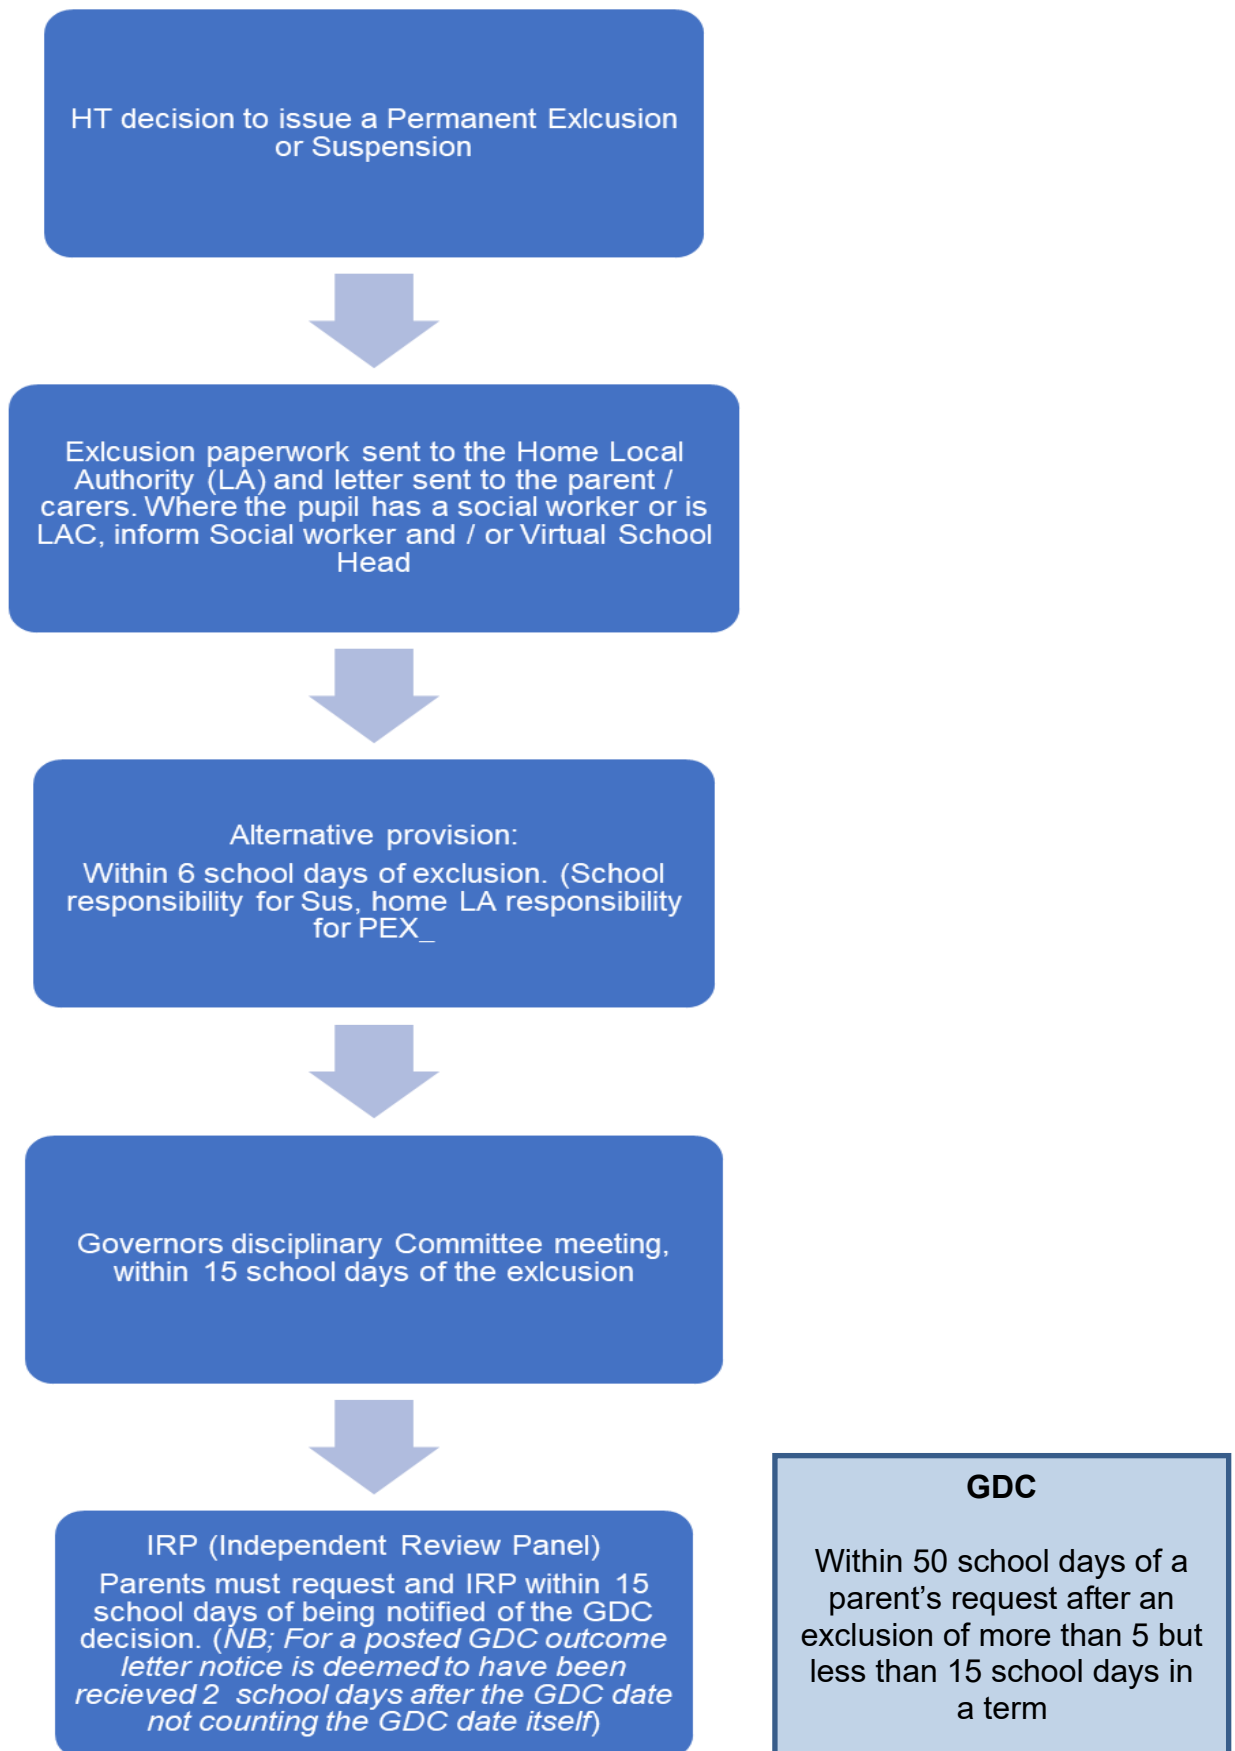 HT decision to issue a Permanent Exlcusion
or Suspension
Exlcusion paperwork sent to the Home Local
Authority (LA) and letter sent to the parent /
carers. Where the pupil has a social worker or is
LAC, inform Social worker and / or Virtual School
Head
Alternative provision:
Within 6 school days of exclusion. (School
responsibility for Sus, home LA responsibility
for PEX_
Governors disciplinary Committee meeting,
within 15 school days of the exlcusion
IRP (Independent Review Panel)
Parents must request and IRP within 15
school days of being notified of the GDC
decision. (NB; For a posted GDC outcome
letter notice is deemed to have been
recieved 2 school days after the GDC date
not counting the GDC date itself)
GDC
Within 50 school days of a
parent’s request after an
exclusion of more than 5 but
less than 15 school days in
a term